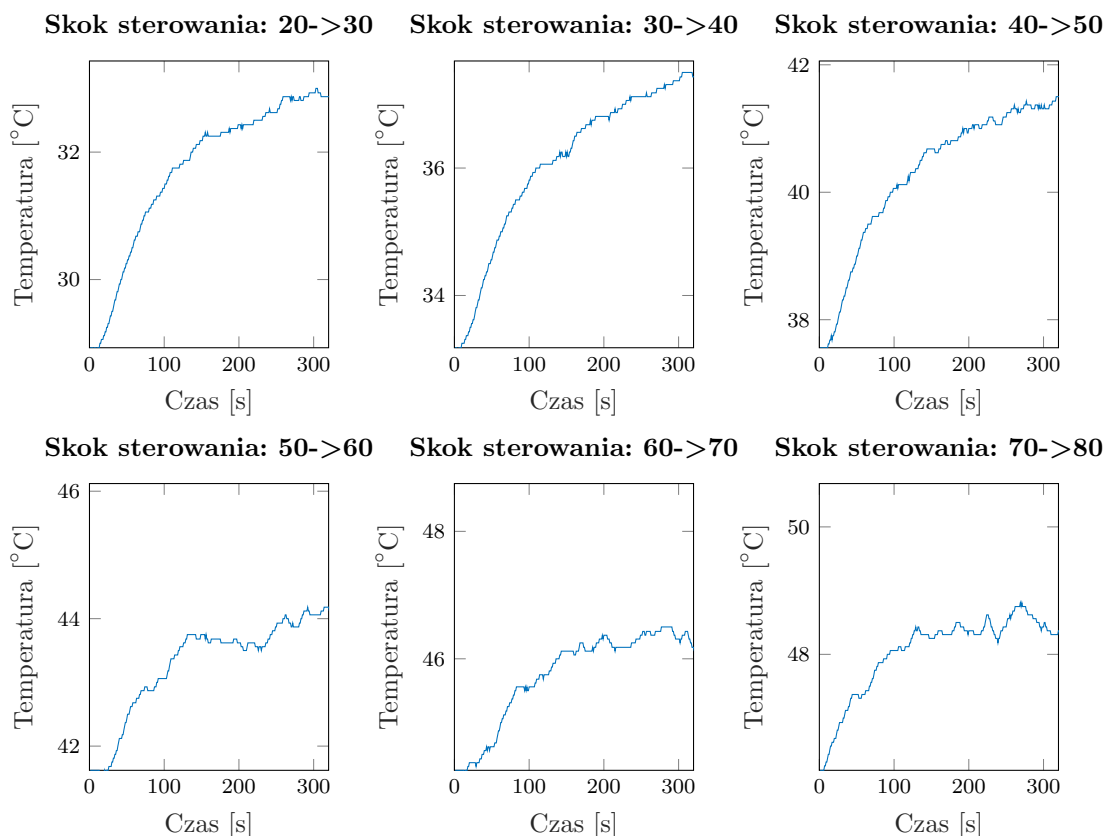 Skok sterowania: 20->30
Temperatura [°C]
32
30
0 100 200 300
Czas [s]
Skok sterowania: 30->40
Temperatura [°C]
36
34
0 100 200 300
Czas [s]
Skok sterowania: 40->50
Temperatura [°C]
42
40
38
0 100 200 300
Czas [s]
Skok sterowania: 50->60
Temperatura [°C]
46
44
42
0 100 200 300
Czas [s]
Skok sterowania: 60->70
Temperatura [°C]
48
46
0 100 200 300
Czas [s]
Skok sterowania: 70->80
Temperatura [°C]
50
48
0 100 200 300
Czas [s]